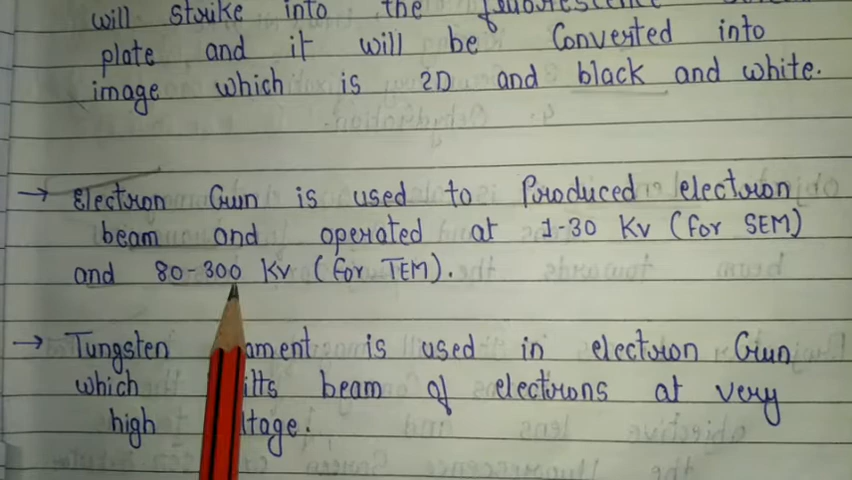 will strike into the
plate and it will be Converted into
image which is 2D and black and white.
→ Electron Gun is used to Produced electron
beam and operated at 1-30 Kv (for SEM)
and 80-300 Kv (for TEM).
→ Tungsten ament is used in electron Gun
which itts beam of electrons at very
high ltage.